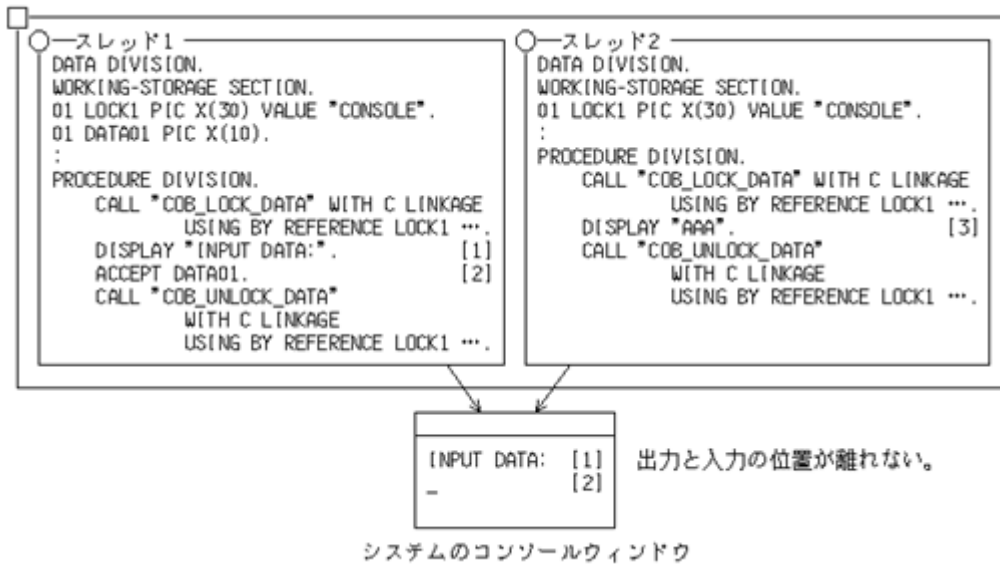 スレッド1
DATA DIVISION.
WORKING-STORAGE SECTION.
01 LOCK1 PIC X(30) VALUE "CONSOLE".
01 DATA01 PIC X(10).
:
PROCEDURE DIVISION.
CALL "COB_LOCK_DATA" WITH C LINKAGE
USING BY REFERENCE LOCK1 ….
DISPLAY "INPUT DATA:". [1]
ACCEPT DATA01. [2]
CALL "COB_UNLOCK_DATA"
WITH C LINKAGE
USING BY REFERENCE LOCK1 ….
スレッド2
DATA DIVISION.
WORKING-STORAGE SECTION.
01 LOCK1 PIC X(30) VALUE "CONSOLE".
:
PROCEDURE DIVISION.
CALL "COB_LOCK_DATA" WITH C LINKAGE
USING BY REFERENCE LOCK1 ….
DISPLAY "AAA". [3]
CALL "COB_UNLOCK_DATA"
WITH C LINKAGE
USING BY REFERENCE LOCK1 ….
INPUT DATA: [1]
_ [2]
出力と入力の位置が離れない。
システムのコンソールウィンドウ